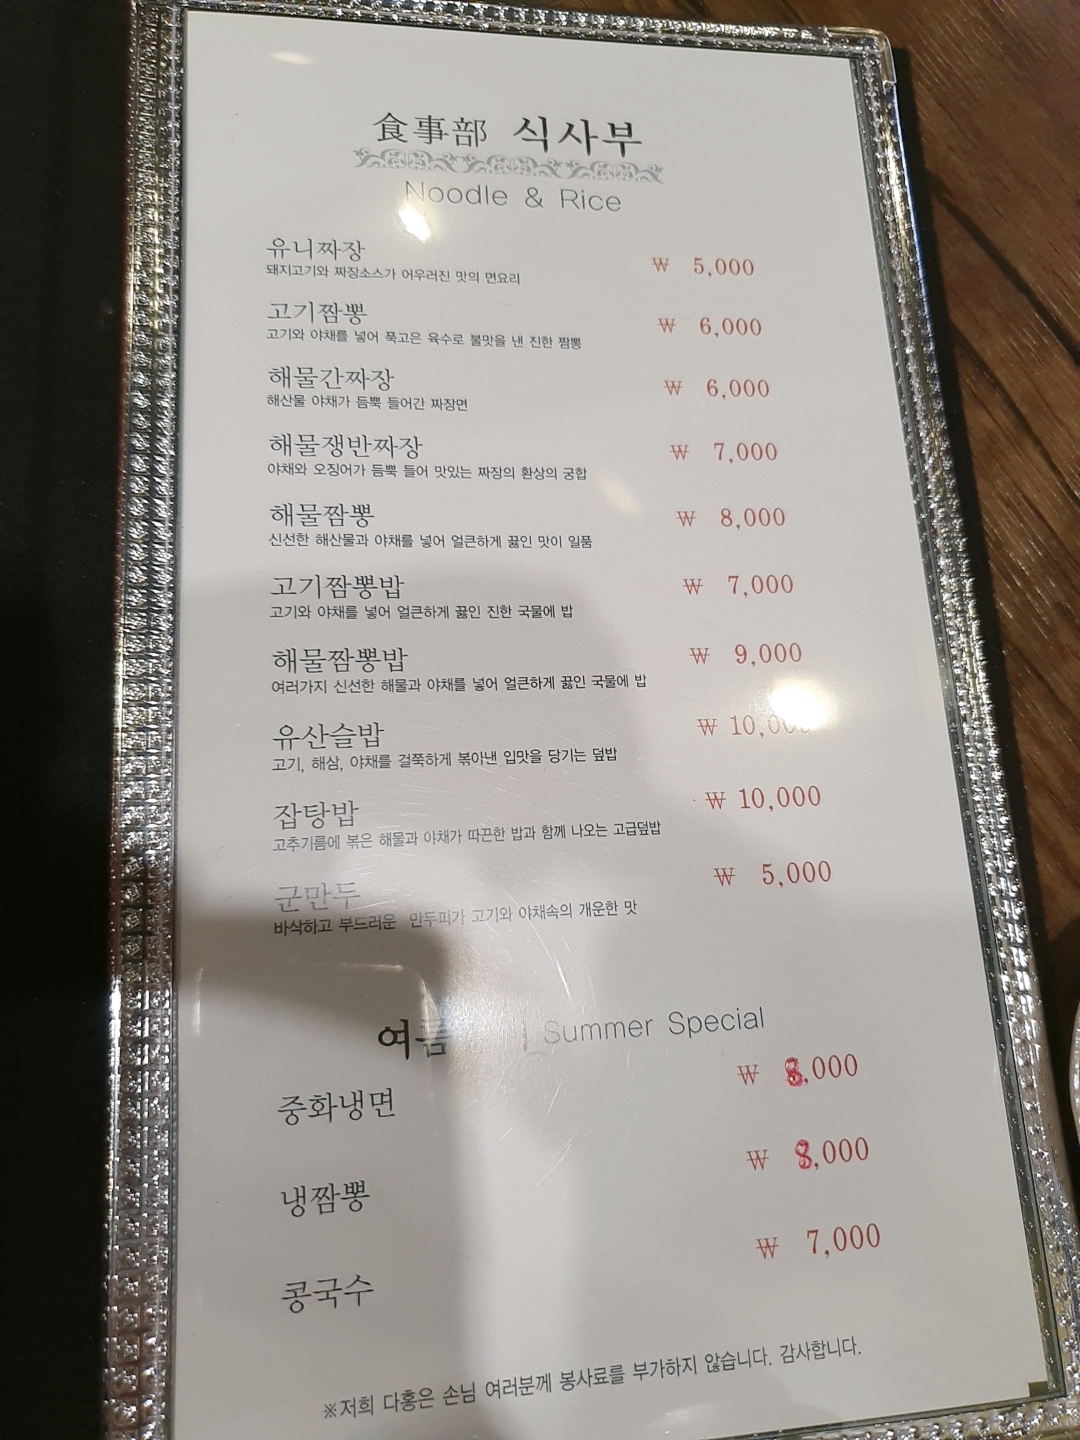 食事部 식사부
Noodle & Rice
유니짜장 ₩ 5,000
돼지고기와 짜장소스가 어우러진 맛의 면요리
고기짬뽕 ₩ 6,000
고기와 야채를 넣어 푹고은 육수로 불맛을 낸 진한 짬뽕
해물간짜장 ₩ 6,000
해산물 야채가 듬뿍 들어간 짜장면
해물쟁반짜장 ₩ 7,000
야채와 오징어가 듬뿍 들어 맛있는 짜장의 환상의 궁합
해물짬뽕 ₩ 8,000
신선한 해산물과 야채를 넣어 얼큰하게 끓인 맛이 일품
고기짬뽕밥 ₩ 7,000
고기와 야채를 넣어 얼큰하게 끓인 진한 국물에 밥
해물짬뽕밥 ₩ 9,000
여러가지 신선한 해물과 야채를 넣어 얼큰하게 끓인 국물에 밥
유산슬밥 ₩ 10,000
고기, 해삼, 야채를 걸쭉하게 볶아낸 입맛을 당기는 덮밥
잡탕밥 ₩ 10,000
고추기름에 볶은 해물과 야채가 따끈한 밥과 함께 나오는 고급덮밥
군만두 ₩ 5,000
바삭하고 부드러운 만두피가 고기와 야채속의 개운한 맛
여름 Summer Special
중화냉면 ₩ 8,000
냉짬뽕 ₩ 8,000
콩국수 ₩ 7,000
※저희 다홍은 손님 여러분께 봉사료를 부가하지 않습니다. 감사합니다.